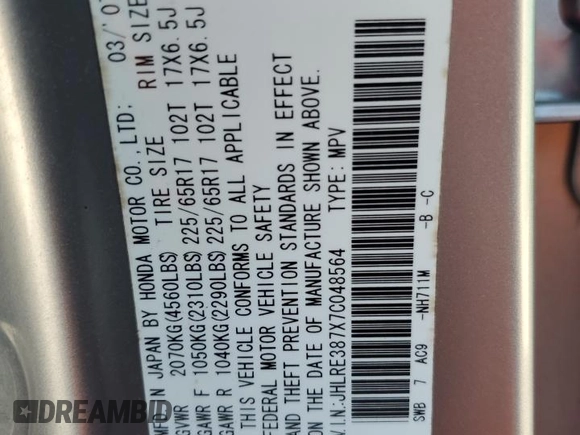 MFD. IN JAPAN BY HONDA MOTOR CO.,LTD: 03/'07
GVWR 2070KG(4560LBS) TIRE SIZE RIM SIZE
GAWR F 1050KG(2310LBS) 225/65R17 102T 17X6.5J
GAWR R 1040KG(2290LBS) 225/65R17 102T 17X6.5J
THIS VEHICLE CONFORMS TO ALL APPLICABLE
FEDERAL MOTOR VEHICLE SAFETY
AND THEFT PREVENTION STANDARDS IN EFFECT
ON THE DATE OF MANUFACTURE SHOWN ABOVE.
V.I.N:JHLRE387X7C048564 TYPE:MPV
SWB 7 AC9 -NH711M -B -C
DREAMBID